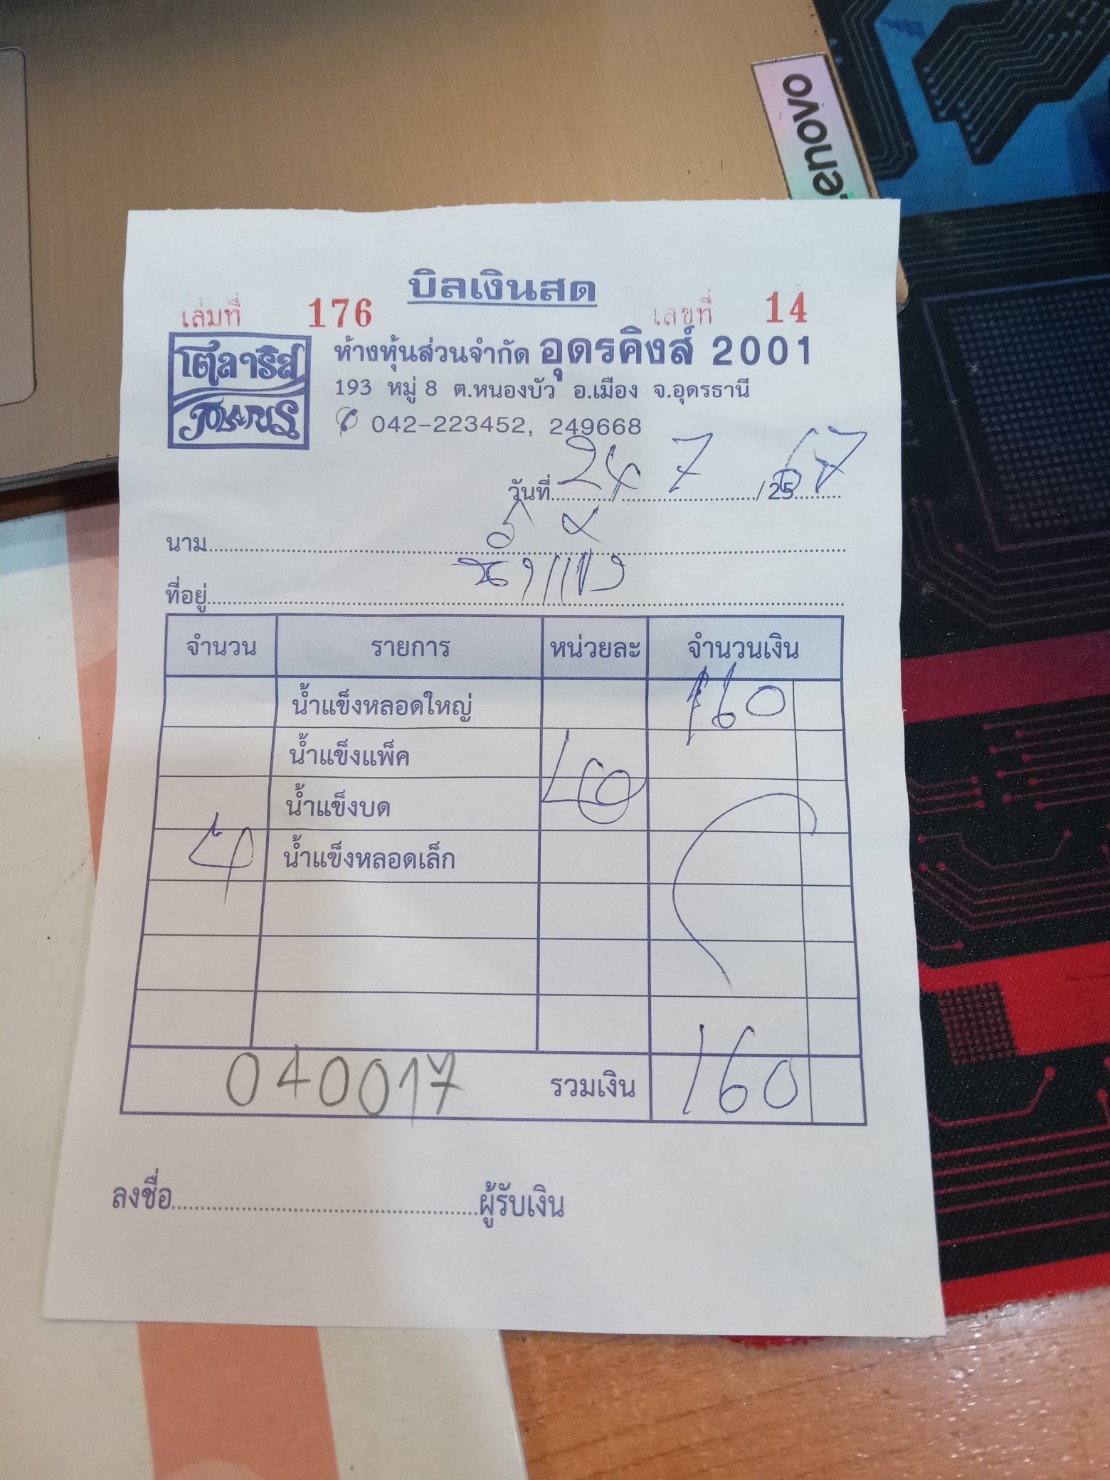 lenovo
บิลเงินสด
เล่มที่ 176 เลขที่ 14
โตลาริส
TOLARIS
ห้างหุ้นส่วนจำกัด อุดรคิงส์ 2001
193 หมู่ 8 ต.หนองบัว อ.เมือง จ.อุดรธานี
042-223452, 249668
วันที่ 24 7 / 25 67
นาม
น้ำแข็ง
ที่อยู่
จำนวน รายการ หน่วยละ จำนวนเงิน
น้ำแข็งหลอดใหญ่ 160
น้ำแข็งแพ็ค
น้ำแข็งบด 40
4 น้ำแข็งหลอดเล็ก
040017 รวมเงิน 160
ลงชื่อ ผู้รับเงิน